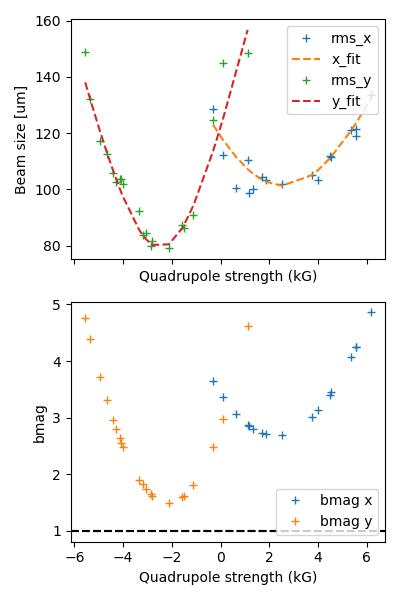 160
140
120
100
80
Beam size [um]
rms_x
x_fit
rms_y
y_fit
Quadrupole strength (kG)
5
4
3
2
1
bmag
bmag x
bmag y
−6 −4 −2 0 2 4 6
Quadrupole strength (kG)